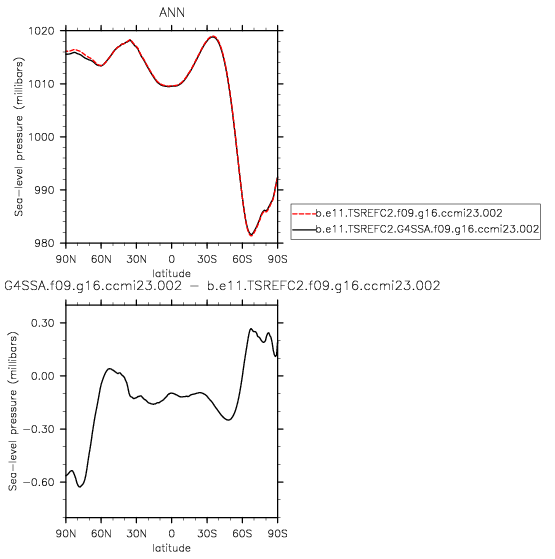 ANN
1020
1010
1000
990
980
Sea-level pressure (millibars)
90N 60N 30N 0 30S 60S 90S
latitude
b.e11.TSREFC2.f09.g16.ccmi23.002
b.e11.TSREFC2.G4SSA.f09.g16.ccmi23.002
G4SSA.f09.g16.ccmi23.002 - b.e11.TSREFC2.f09.g16.ccmi23.002
0.30
0.00
-0.30
-0.60
Sea-level pressure (millibars)
90N 60N 30N 0 30S 60S 90S
latitude